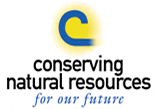 conserving
natural resources
for our future